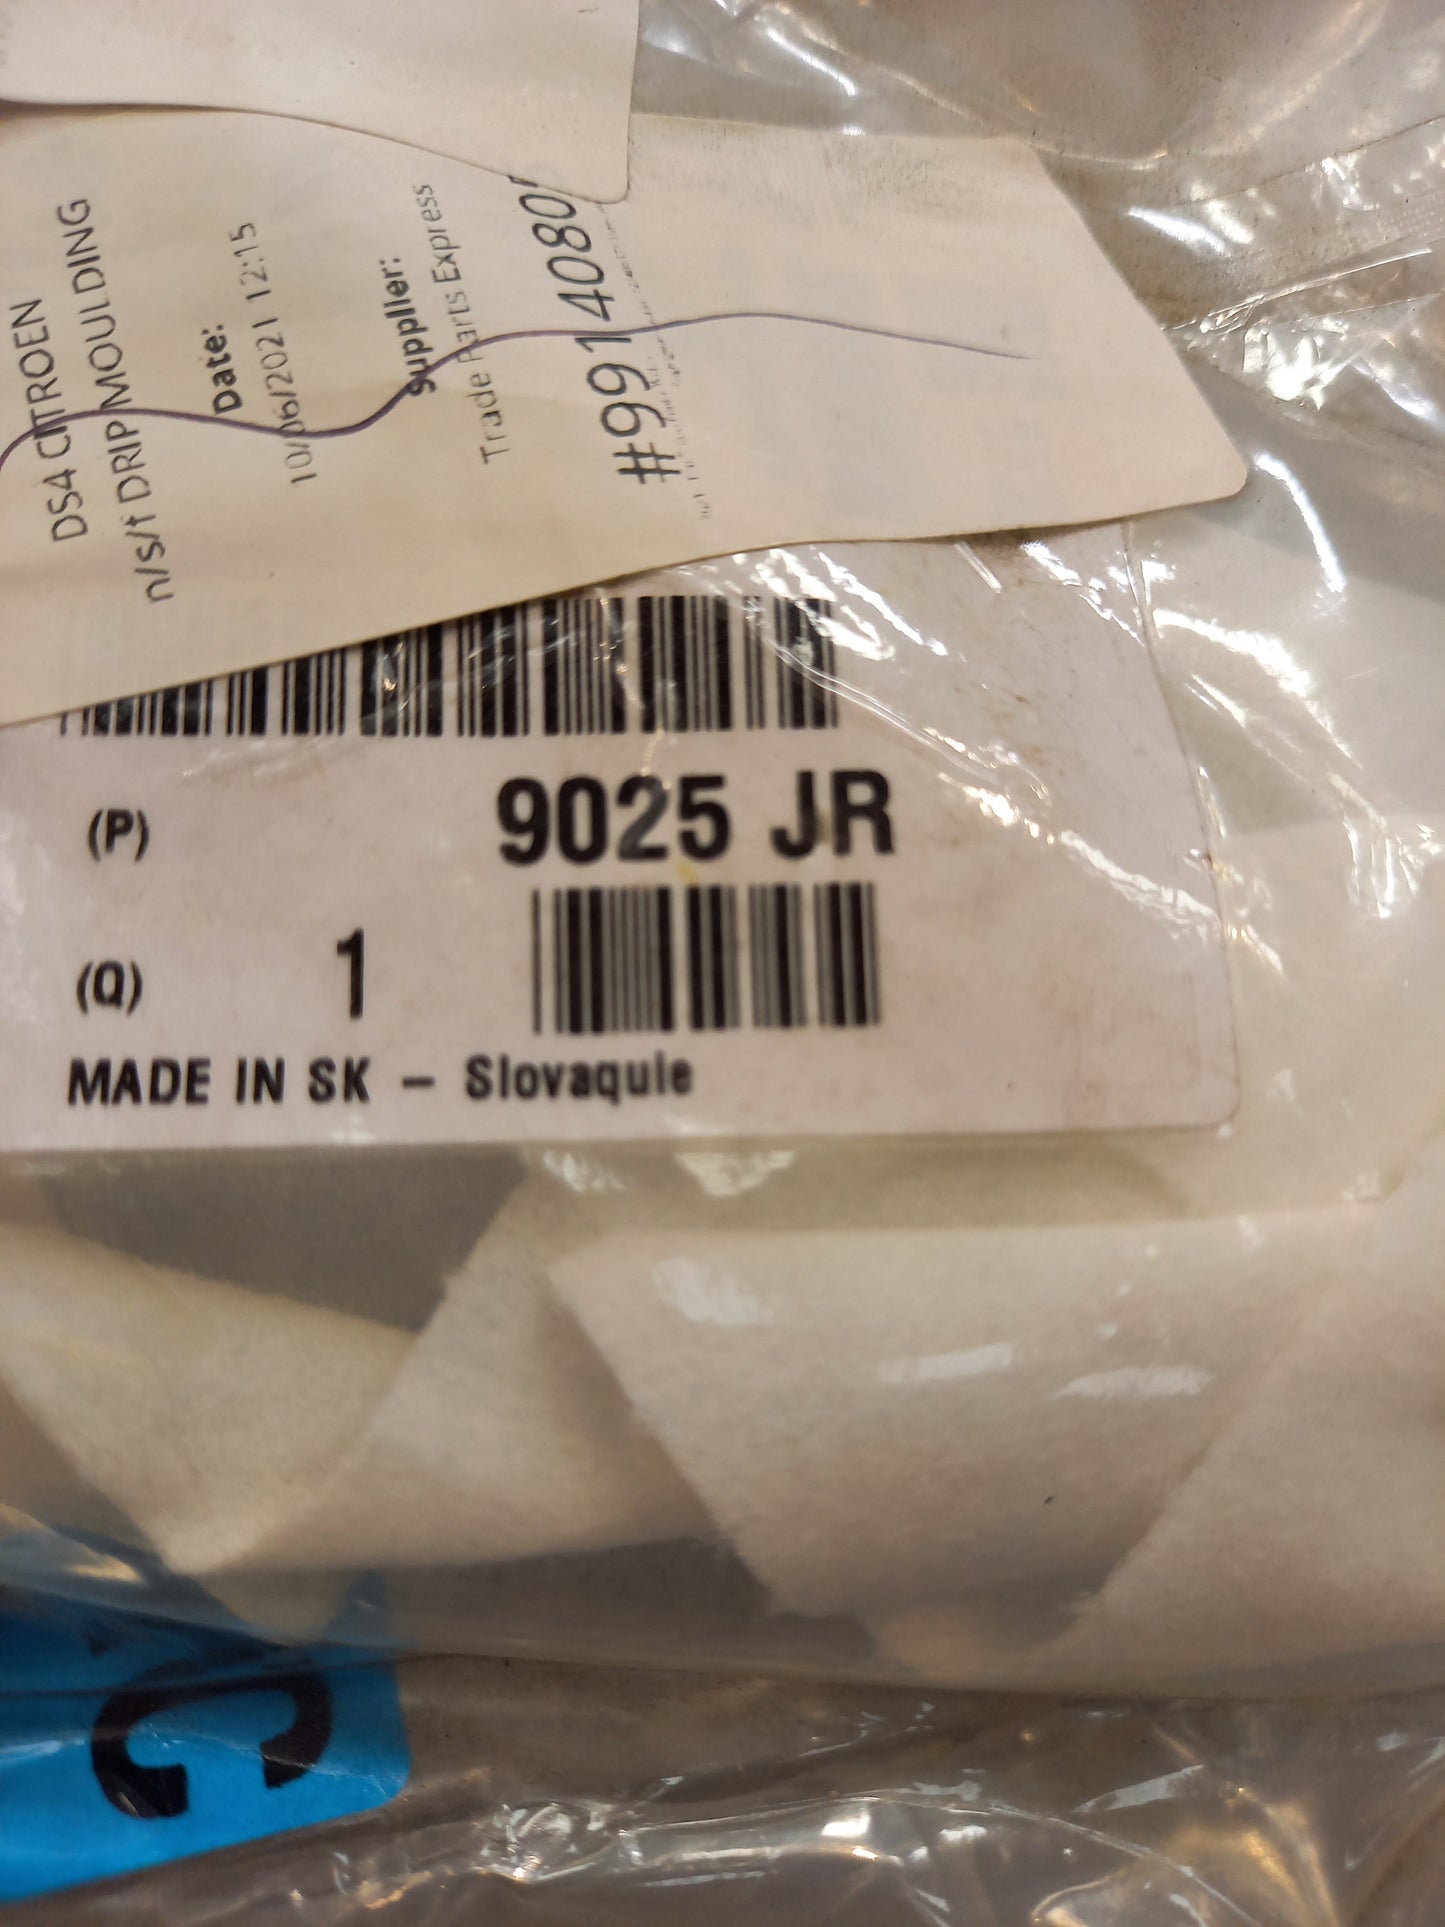 DS4 CITROEN
n/s/f DRIP MOULDING
Date:
10/06/2021 12:15
Supplier:
Trade Parts Express
#9914080
(P) 9025 JR
(Q) 1
MADE IN SK - Slovaquie
C